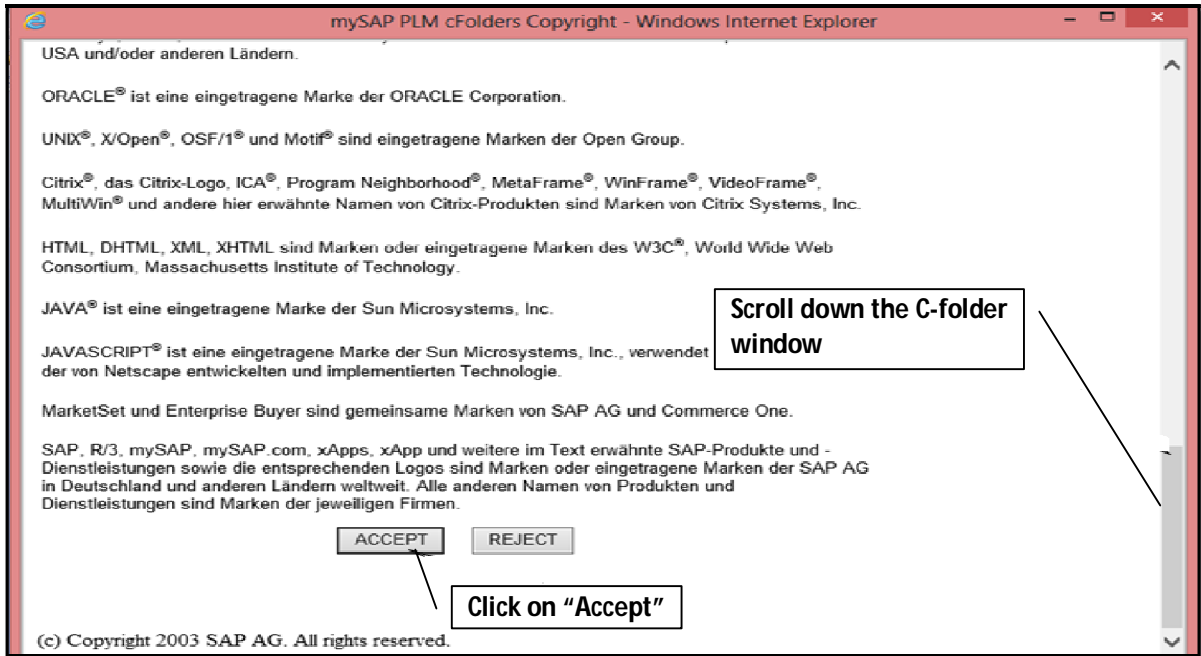 mySAP PLM cFolders Copyright - Windows Internet Explorer
USA und/oder anderen Ländern.
ORACLE® ist eine eingetragene Marke der ORACLE Corporation.
UNIX®, X/Open®, OSF/1® und Motif® sind eingetragene Marken der Open Group.
Citrix®, das Citrix-Logo, ICA®, Program Neighborhood®, MetaFrame®, WinFrame®, VideoFrame®,
MultiWin® und andere hier erwähnte Namen von Citrix-Produkten sind Marken von Citrix Systems, Inc.
HTML, DHTML, XML, XHTML sind Marken oder eingetragene Marken des W3C®, World Wide Web
Consortium, Massachusetts Institute of Technology.
JAVA® ist eine eingetragene Marke der Sun Microsystems, Inc.
Scroll down the C-folder
window
JAVASCRIPT® ist eine eingetragene Marke der Sun Microsystems, Inc., verwendet
der von Netscape entwickelten und implementierten Technologie.
MarketSet und Enterprise Buyer sind gemeinsame Marken von SAP AG und Commerce One.
SAP, R/3, mySAP, mySAP.com, xApps, xApp und weitere im Text erwähnte SAP-Produkte und -
Dienstleistungen sowie die entsprechenden Logos sind Marken oder eingetragene Marken der SAP AG
in Deutschland und anderen Ländern weltweit. Alle anderen Namen von Produkten und
Dienstleistungen sind Marken der jeweiligen Firmen.
ACCEPT REJECT
Click on “Accept”
(c) Copyright 2003 SAP AG. All rights reserved.